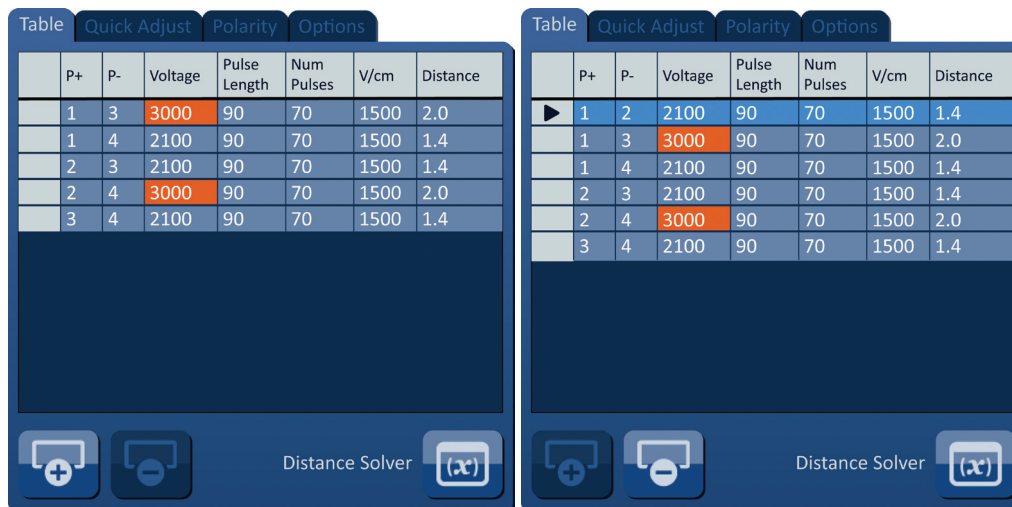 Table Quick Adjust Polarity Options
P+ P- Voltage Pulse Length Num Pulses V/cm Distance
1 3 3000 90 70 1500 2.0
1 4 2100 90 70 1500 1.4
2 3 2100 90 70 1500 1.4
2 4 3000 90 70 1500 2.0
3 4 2100 90 70 1500 1.4
Distance Solver
(x)
Table Quick Adjust Polarity Options
P+ P- Voltage Pulse Length Num Pulses V/cm Distance
1 2 2100 90 70 1500 1.4
1 3 3000 90 70 1500 2.0
1 4 2100 90 70 1500 1.4
2 3 2100 90 70 1500 1.4
2 4 3000 90 70 1500 2.0
3 4 2100 90 70 1500 1.4
Distance Solver
(x)